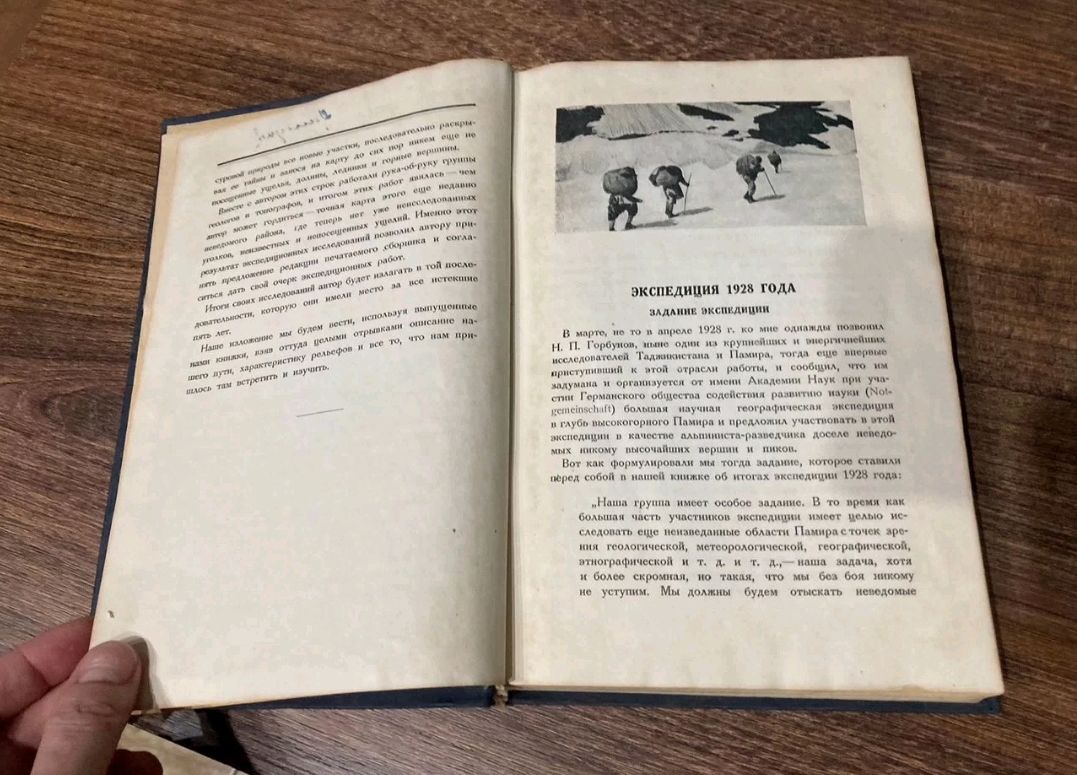 суровой природы все новые участки, последовательно раскры-
вая ее тайны и занося на карту до сих пор никем еще не
посещенные ущелья, долины, ледники и горные вершины.
Вместе с автором этих строк работали рука-об-руку группы
геологов и топографов, и итогом этих работ явилась — чем
автор может гордиться — точная карта этого еще недавно
неведомого района, где теперь нет уже неисследованных
уголков, неизвестных и непосещенных ущелий. Именно этот
результат экспедиционных исследований позволил автору при-
нять предложение редакции печатаемого сборника и согла-
ситься дать свой очерк экспедиционных работ.
Итоги своих исследований автор будет излагать в той после-
довательности, которую они имели место за все истекшие
пять лет.
Наше изложение мы будем вести, используя выпущенные
нами книжки, взяв оттуда целыми отрывками описание на-
шего пути, характеристику рельефов и все то, что нам при-
шлось там встретить и изучить.
ЭКСПЕДИЦИЯ 1928 ГОДА
ЗАДАНИЕ ЭКСПЕДИЦИИ
В марте, не то в апреле 1928 г. ко мне однажды позвонил
Н. П. Горбунов, ныне один из крупнейших и энергичнейших
исследователей Таджикистана и Памира, тогда еще впервые
приступивший к этой отрасли работы, и сообщил, что им
задумана и организуется от имени Академии Наук при уча-
стии Германского общества содействия развитию науки (Not-
gemeinschaft) большая научная географическая экспедиция
в глубь высокогорного Памира и предложил участвовать в этой
экспедиции в качестве альпиниста-разведчика доселе неведо-
мых никому высочайших вершин и пиков.
Вот как формулировали мы тогда задание, которое ставили
перед собой в нашей книжке об итогах экспедиции 1928 года:
„Наша группа имеет особое задание. В то время как
большая часть участников экспедиции имеет целью ис-
следовать еще неизведанные области Памира с точек зре-
ния геологической, метеорологической, географической,
этнографической и т. д. и т. д.,— наша задача, хотя
и более скромная, но такая, что мы без боя никому
не уступим. Мы должны будем отыскать неведомые